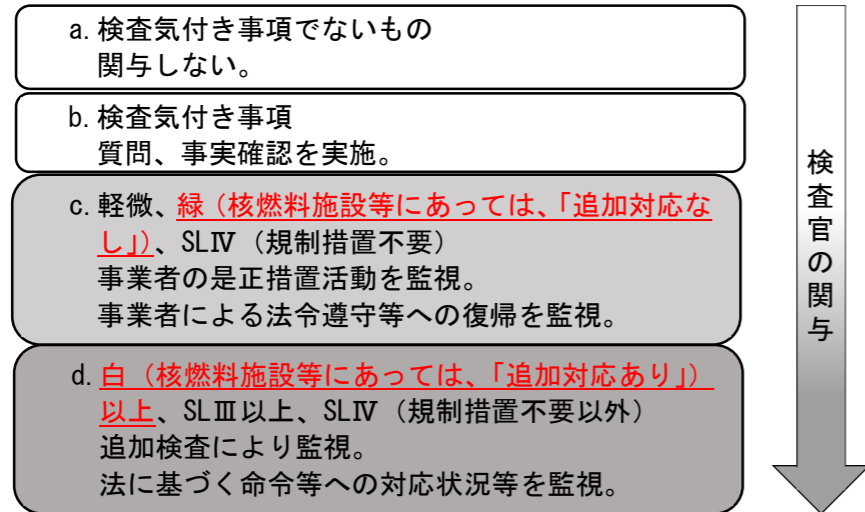 a. 検査気付き事項でないもの
関与しない。
b. 検査気付き事項
質問、事実確認を実施。
c. 軽微、緑（核燃料施設等にあっては、「追加対応な
し」）、SLⅣ（規制措置不要）
事業者の是正措置活動を監視。
事業者による法令遵守等への復帰を監視。
d. 白（核燃料施設等にあっては、「追加対応あり」）
以上、SLⅢ以上、SLⅣ（規制措置不要以外）
追加検査により監視。
法に基づく命令等への対応状況等を監視。
検査官の関与